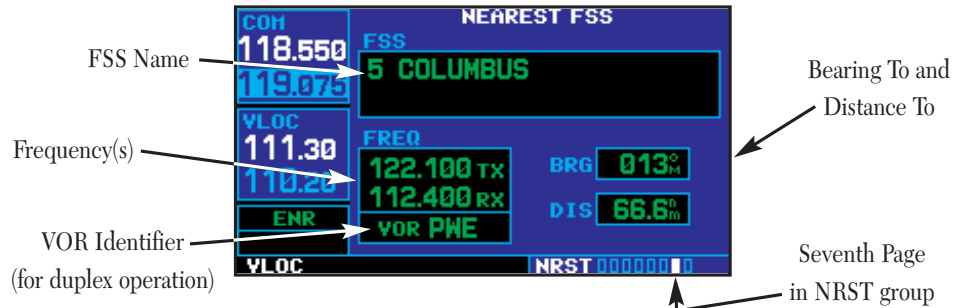 NEAREST FSS
COM
118.550
119.075
FSS
5 COLUMBUS
VLOC
111.30
110.20
FREQ
122.100 TX
112.400 RX
VOR PWE
BRG 013°M
DIS 66.6nm
ENR
VLOC
NRST
FSS Name
Frequency(s)
VOR Identifier
(for duplex operation)
Bearing To and
Distance To
Seventh Page
in NRST group